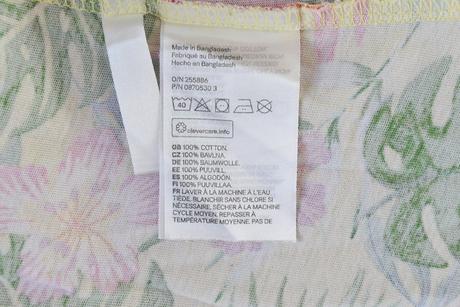 Made in Bangladesh
Fabriqué au Bangladesh
Hecho en Bangladesh
O/N 255886
P/N 0870530 3
40
clevercare.info
GB 100% COTTON.
CZ 100% BAVLNA.
DE 100% BAUMWOLLE.
EE 100% PUUVILL.
ES 100% ALGODÓN.
FI 100% PUUVILLAA.
FR LAVER À LA MACHINE À L'EAU
TIÈDE. BLANCHIR SANS CHLORE SI
NÉCESSAIRE, SÉCHER À LA MACHINE
CYCLE MOYEN. REPASSER À
TEMPÉRATURE MOYENNE. PAS DE